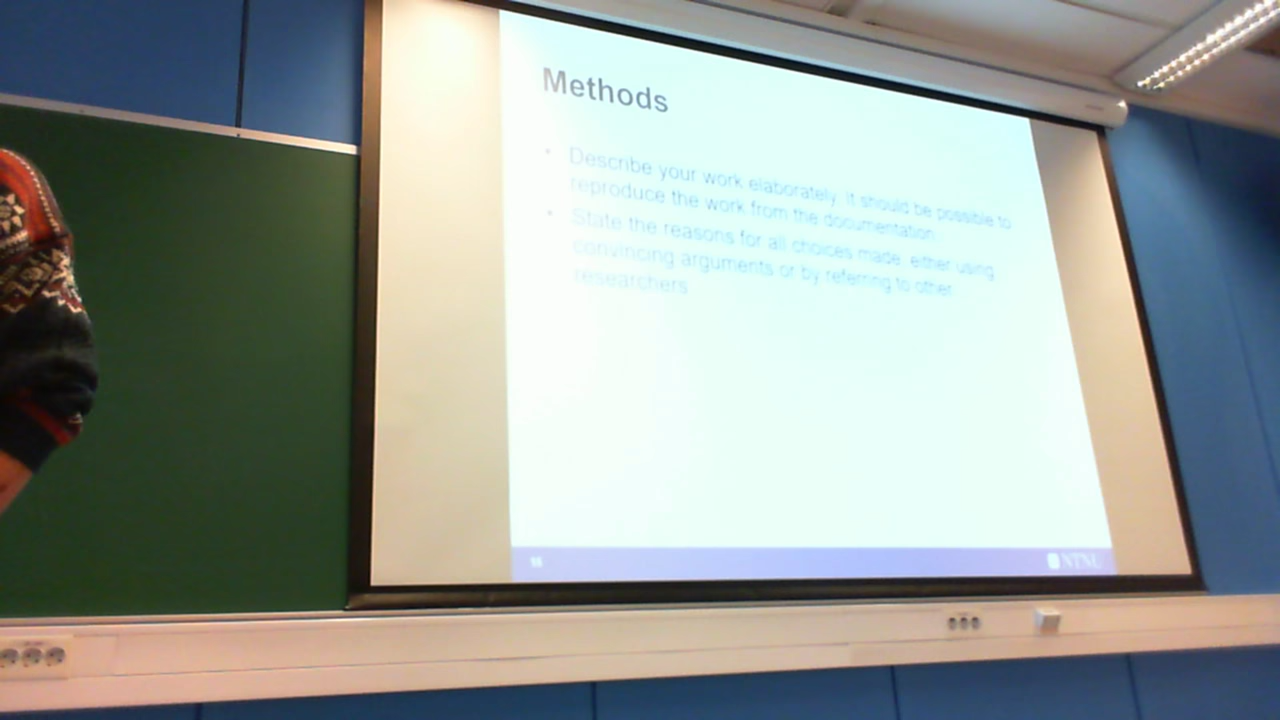 Methods
• Describe your work elaborately. It should be possible to
reproduce the work from the documentation.
• State the reasons for all choices made, either using
convincing arguments or by referring to other
researchers
NTNU